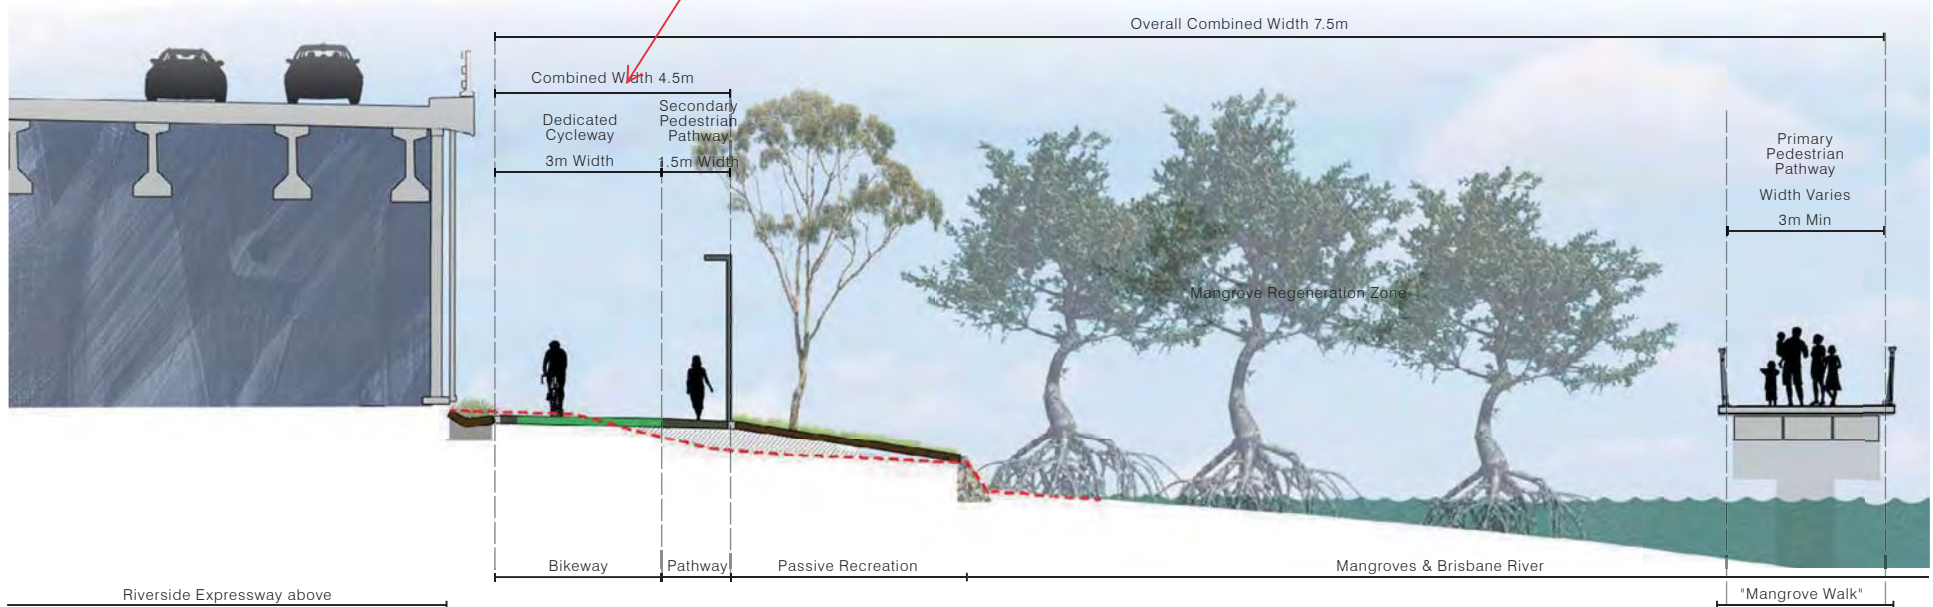 Overall Combined Width 7.5m
Combined Width 4.5m
Dedicated
Cycleway
3m Width
Secondary
Pedestrian
Pathway
1.5m Width
Primary
Pedestrian
Pathway
Width Varies
3m Min
Mangrove Regeneration Zone
Bikeway
Pathway
Passive Recreation
Mangroves & Brisbane River
Riverside Expressway above
"Mangrove Walk"